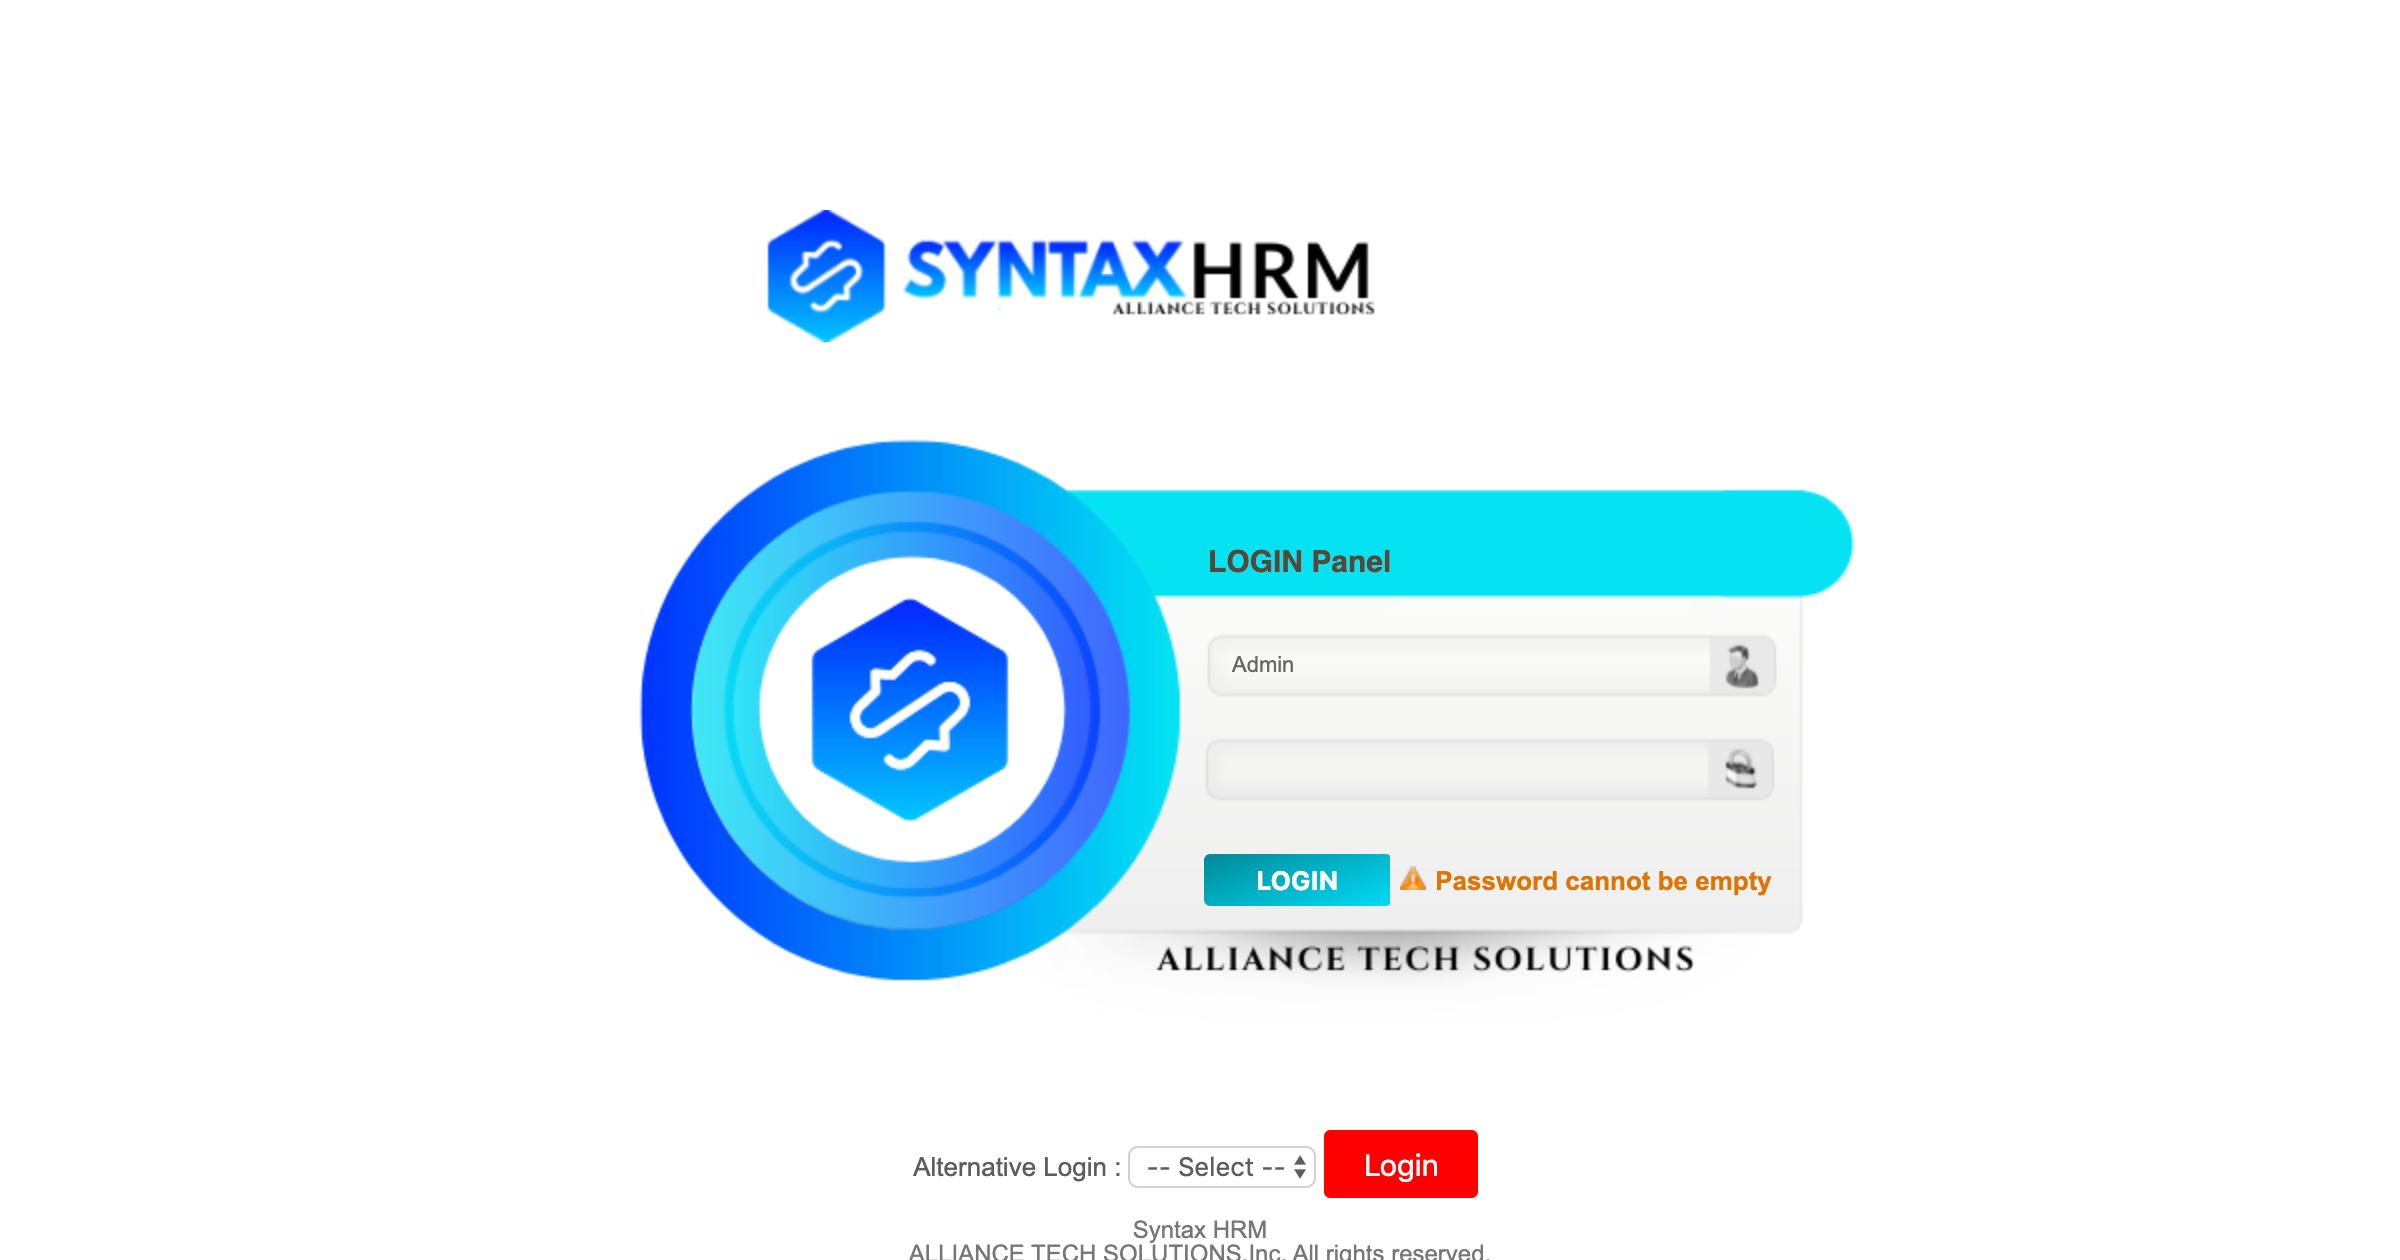 SYNTAXHRM
ALLIANCE TECH SOLUTIONS
LOGIN Panel
Admin
LOGIN Password cannot be empty
ALLIANCE TECH SOLUTIONS
Alternative Login : -- Select -- Login
Syntax HRM
ALLIANCE TECH SOLUTIONS,Inc. All rights reserved.